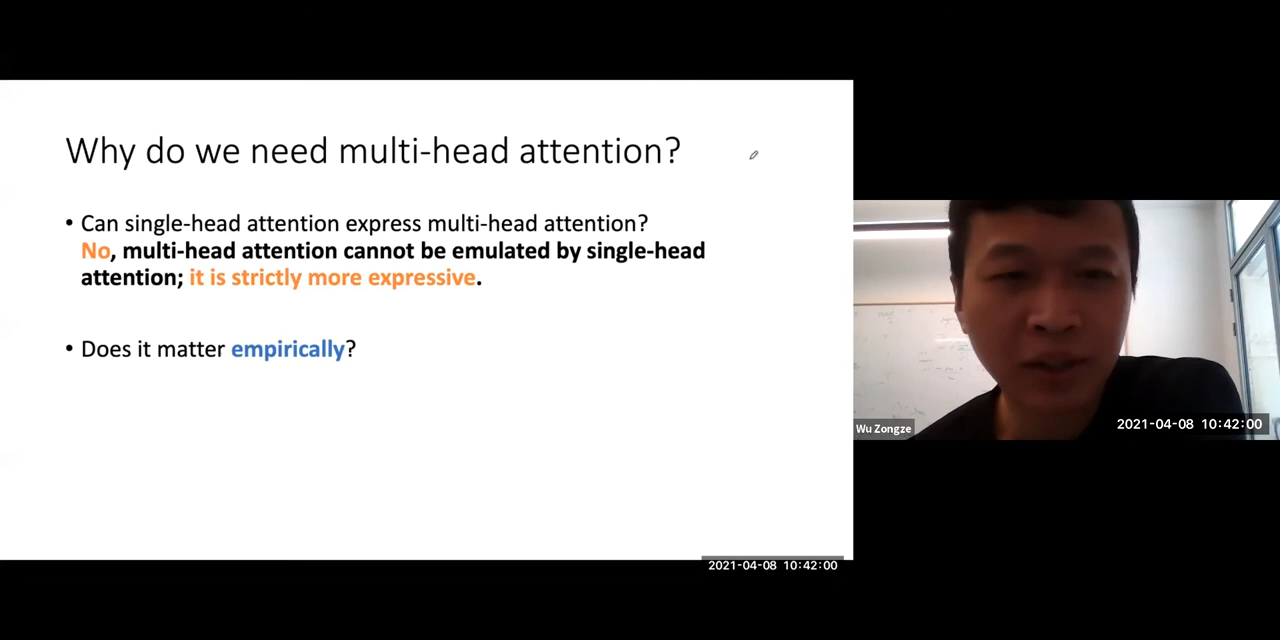 Why do we need multi-head attention?
• Can single-head attention express multi-head attention?
No, multi-head attention cannot be emulated by single-head
attention; it is strictly more expressive.
• Does it matter empirically?
Wu Zongze
2021-04-08 10:42:00
2021-04-08 10:42:00